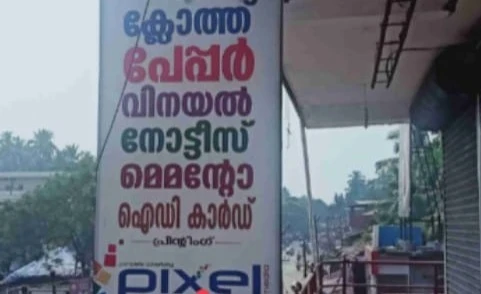 ക്ലോത്ത്
പേപ്പർ
വിനയൽ
നോട്ടീസ്
മെമന്റോ
ഐഡി കാർഡ്
പ്രിന്റിംഗ്
pixel